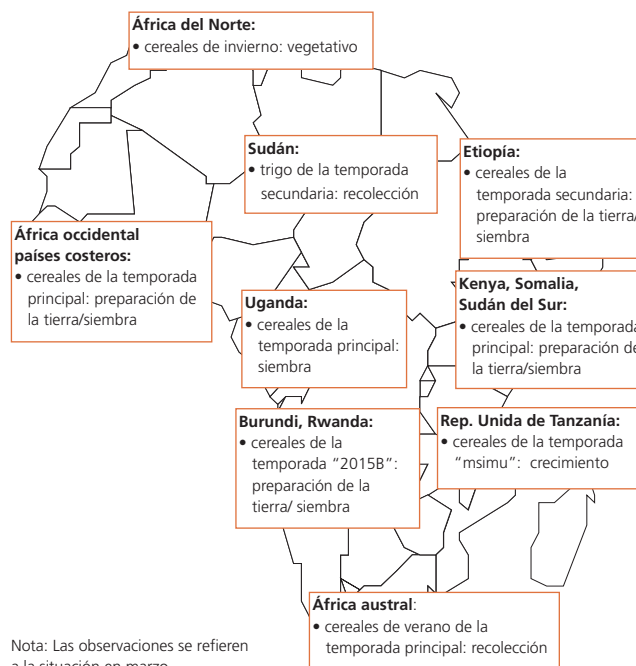 África del Norte:
• cereales de invierno: vegetativo
Sudán:
• trigo de la temporada
secundaria: recolección
Etiopía:
• cereales de la
temporada secundaria:
preparación de la tierra/
siembra
África occidental
países costeros:
• cereales de la temporada
principal: preparación de
la tierra/siembra
Uganda:
• cereales de la
temporada principal:
siembra
Kenya, Somalia,
Sudán del Sur:
• cereales de la temporada
principal: preparación de
la tierra/siembra
Burundi, Rwanda:
• cereales de la
temporada “2015B”:
preparación de la
tierra/ siembra
Rep. Unida de Tanzanía:
• cereales de la temporada
“msimu”: crecimiento
África austral:
• cereales de verano de la
temporada principal: recolección
Nota: Las observaciones se refieren
a la situación en marzo